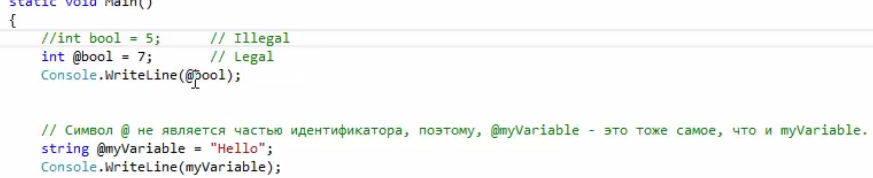 static void Main()
{
//int bool = 5; // Illegal
int @bool = 7; // Legal
Console.WriteLine(@bool);
// Символ @ не является частью идентификатора, поэтому, @myVariable - это тоже самое, что и myVariable.
string @myVariable = "Hello";
Console.WriteLine(myVariable);